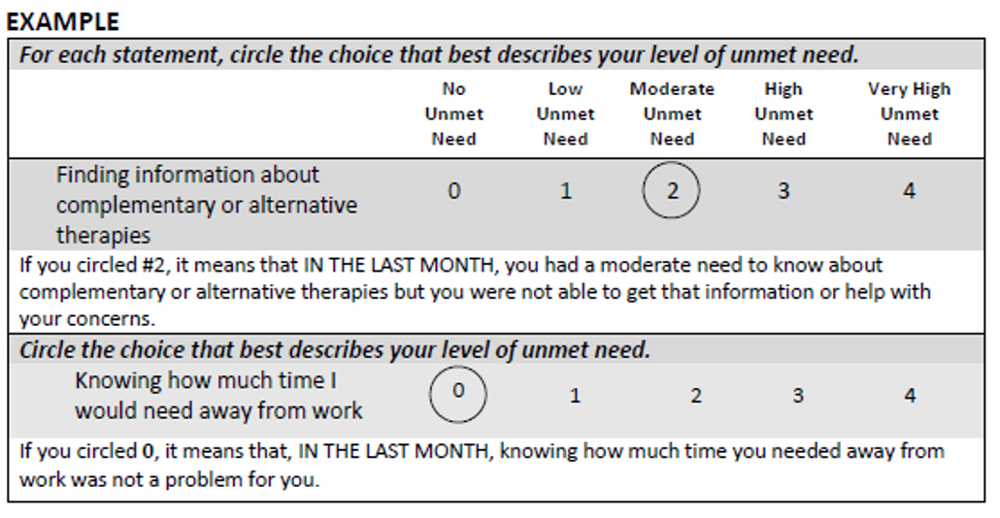 EXAMPLE
For each statement, circle the choice that best describes your level of unmet need.
No Low Moderate High Very High
Unmet Unmet Unmet Unmet Unmet
Need Need Need Need Need
Finding information about
complementary or alternative
therapies
0 1 2 3 4
If you circled #2, it means that IN THE LAST MONTH, you had a moderate need to know about
complementary or alternative therapies but you were not able to get that information or help with
your concerns.
Circle the choice that best describes your level of unmet need.
Knowing how much time I
would need away from work
0 1 2 3 4
If you circled 0, it means that, IN THE LAST MONTH, knowing how much time you needed away from
work was not a problem for you.